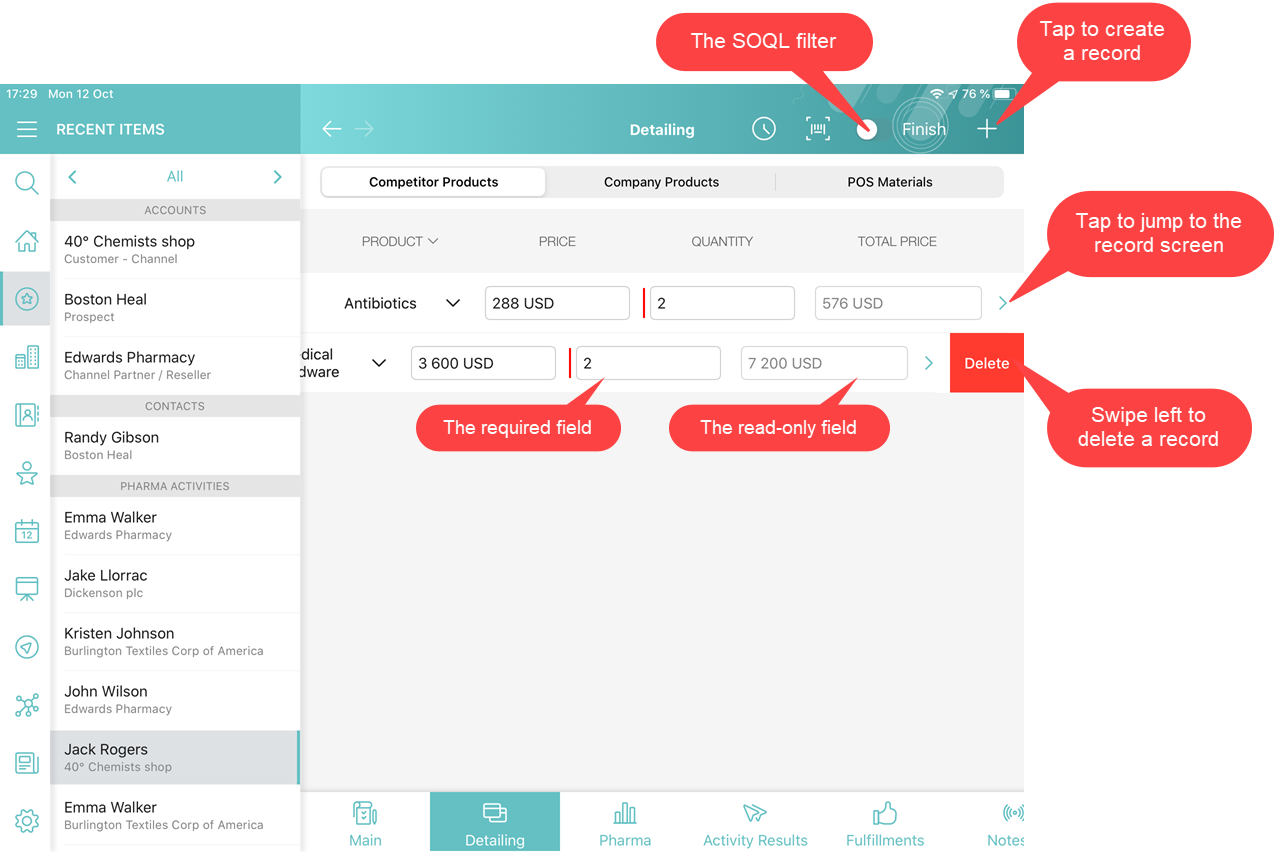 The SOQL filter
Tap to create
a record
17:29 Mon 12 Oct
76 %
RECENT ITEMS
Detailing
Finish
All
Competitor Products
Company Products
POS Materials
ACCOUNTS
40° Chemists shop
Customer - Channel
Boston Heal
Prospect
Edwards Pharmacy
Channel Partner / Reseller
CONTACTS
Randy Gibson
Boston Heal
PHARMA ACTIVITIES
Emma Walker
Edwards Pharmacy
Jake Llorrac
Dickenson plc
Kristen Johnson
Burlington Textiles Corp of America
John Wilson
Edwards Pharmacy
Jack Rogers
40° Chemists shop
Emma Walker
Burlington Textiles Corp of America
12
PRODUCT PRICE QUANTITY TOTAL PRICE
Tap to jump to the
record screen
Antibiotics 288 USD 2 576 USD
dical
dware
3 600 USD 2 7 200 USD
Delete
The required field
The read-only field
Swipe left to
delete a record
Main
Detailing
Pharma
Activity Results
Fulfillments
Notes